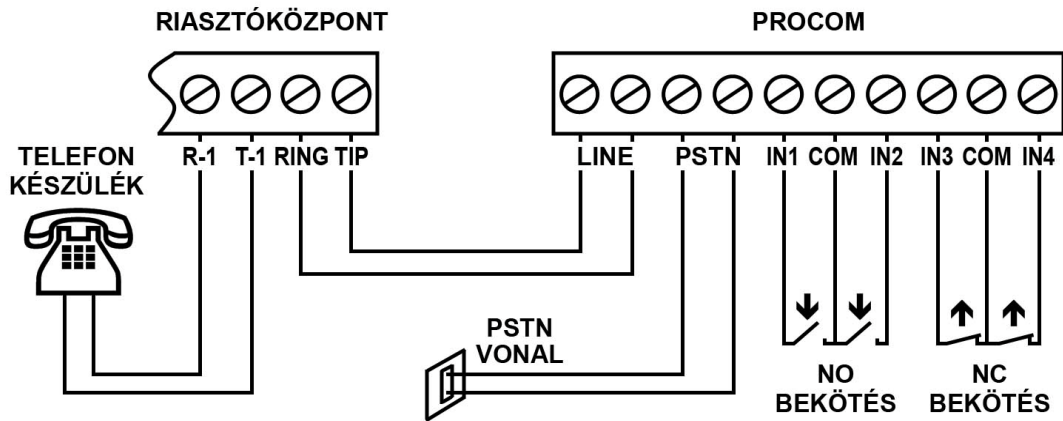 RIASZTÓKÖZPONT
PROCOM
R-1 T-1 RING TIP
LINE PSTN IN1 COM IN2 IN3 COM IN4
TELEFON
KÉSZÜLÉK
PSTN
VONAL
NO
BEKÖTÉS
NC
BEKÖTÉS